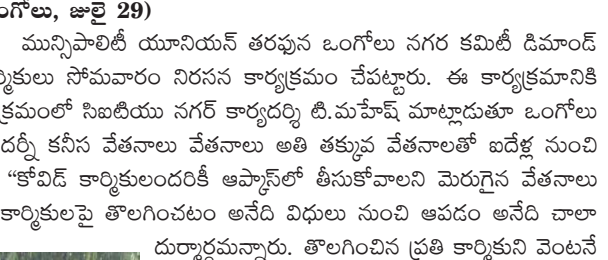 ంగోలు, జులై 29)
మున్సిపాలిటీ యూనియన్ తరఫున ఒంగోలు నగర కమిటీ డిమాండ్
ర్మికులు సోమవారం నిరసన కార్యక్రమం చేపట్టారు. ఈ కార్యక్రమానికి
క్రమంలో సిఐటియు నగర్ కార్యదర్శి టి.మహేష్ మాట్లాడుతూ ఒంగోలు
దర్నీ కనీస వేతనాలు వేతనాలు అతి తక్కువ వేతనాలతో ఐదేళ్ల నుంచి
“కోవిడ్ కార్మికులందరికీ ఆప్కాస్‌లో తీసుకోవాలని మెరుగైన వేతనాలు
కార్మికులపై తొలగించటం అనేది విధులు నుంచి ఆపడం అనేది చాలా
దుర్మార్గమన్నారు. తొలగించిన ప్రతి కార్మికుని వెంటనే